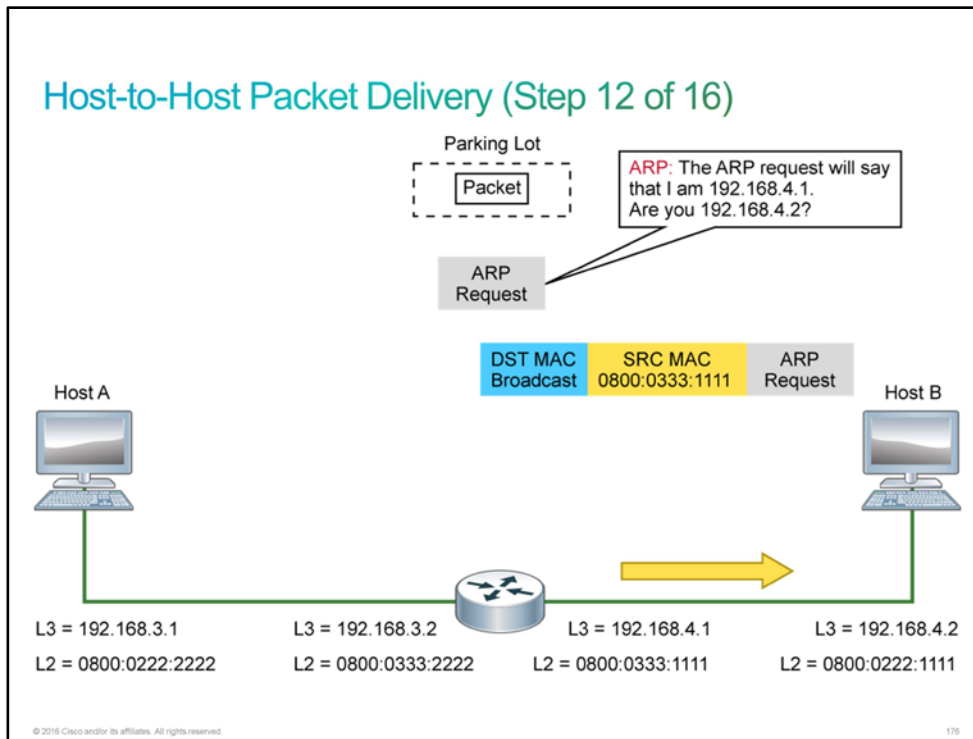 Host-to-Host Packet Delivery (Step 12 of 16)
Parking Lot
Packet
ARP: The ARP request will say
that I am 192.168.4.1.
Are you 192.168.4.2?
ARP
Request
DST MAC
Broadcast
SRC MAC
0800:0333:1111
ARP
Request
Host A
Host B
L3 = 192.168.3.1
L3 = 192.168.3.2
L3 = 192.168.4.1
L3 = 192.168.4.2
L2 = 0800:0222:2222
L2 = 0800:0333:2222
L2 = 0800:0333:1111
L2 = 0800:0222:1111
© 2016 Cisco and/or its affiliates. All rights reserved.
176